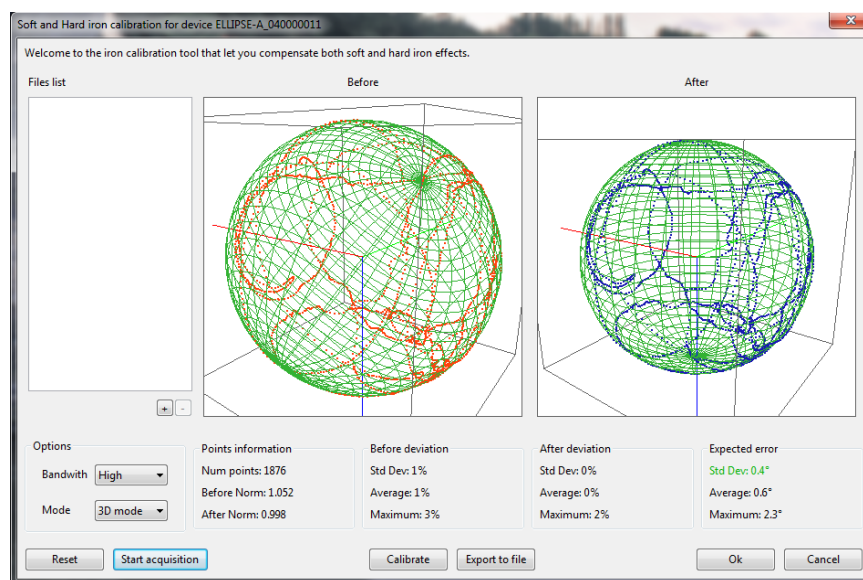 Soft and Hard iron calibration for device ELLIPSE-A_040000011
Welcome to the iron calibration tool that let you compensate both soft and hard iron effects.
Files list
Before
After
+ -
Options
Bandwith High
Mode 3D mode
Points information
Num points: 1876
Before Norm: 1.052
After Norm: 0.998
Before deviation
Std Dev: 1%
Average: 1%
Maximum: 3%
After deviation
Std Dev: 0%
Average: 0%
Maximum: 2%
Expected error
Std Dev: 0.4°
Average: 0.6°
Maximum: 2.3°
Reset Start acquisition Calibrate Export to file Ok Cancel